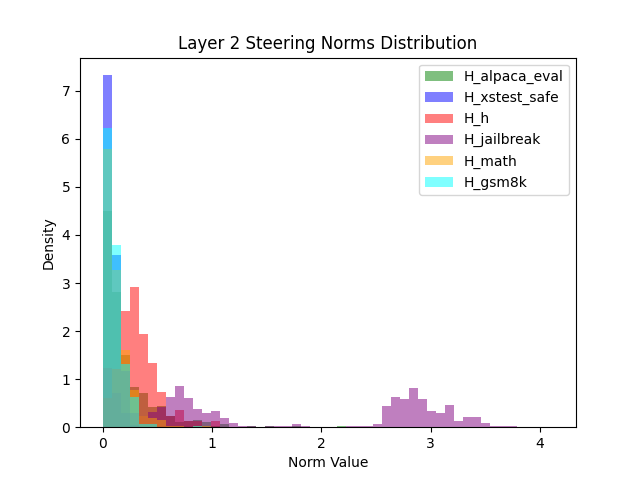 Layer 2 Steering Norms Distribution
H_alpaca_eval
H_xstest_safe
H_h
H_jailbreak
H_math
H_gsm8k
Density
7
6
5
4
3
2
1
0
0 1 2 3 4
Norm Value